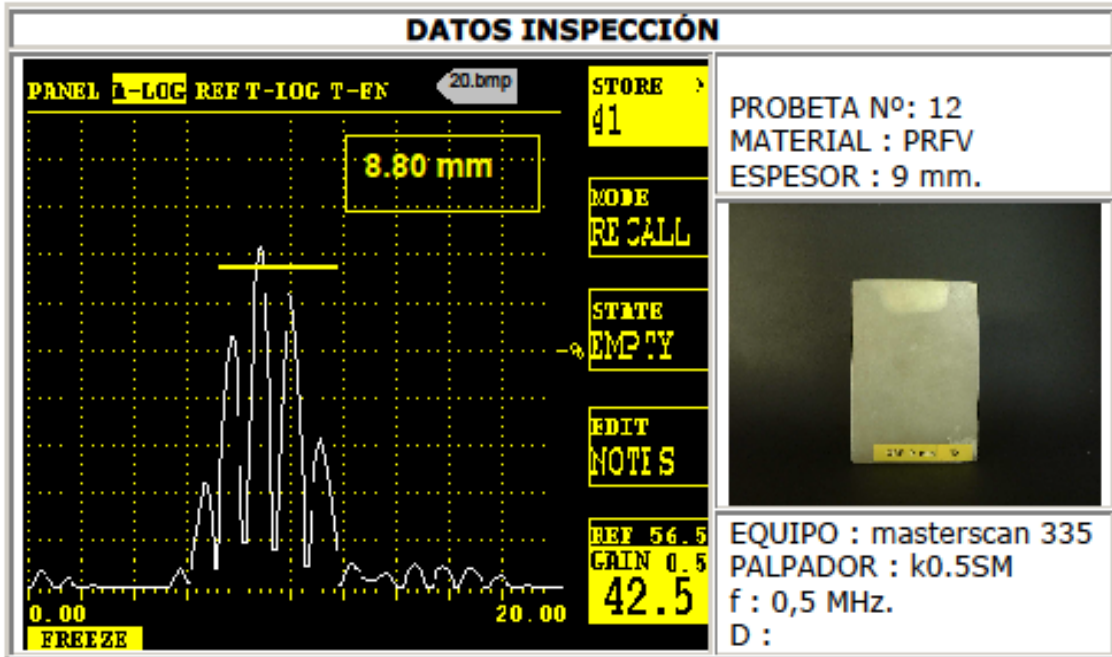 DATOS INSPECCIÓN
PANEL A-LOG REF T-LOG T-FN
20.bmp
8.80 mm
0.00 20.00
FREEZE
STORE >
41
MODE
RECALL
STATE
EMPTY
EDIT
NOTES
REF 56.5
GAIN 0.5
42.5
PROBETA Nº: 12
MATERIAL : PRFV
ESPESOR : 9 mm.
EQUIPO : masterscan 335
PALPADOR : k0.5SM
f : 0,5 MHz.
D :